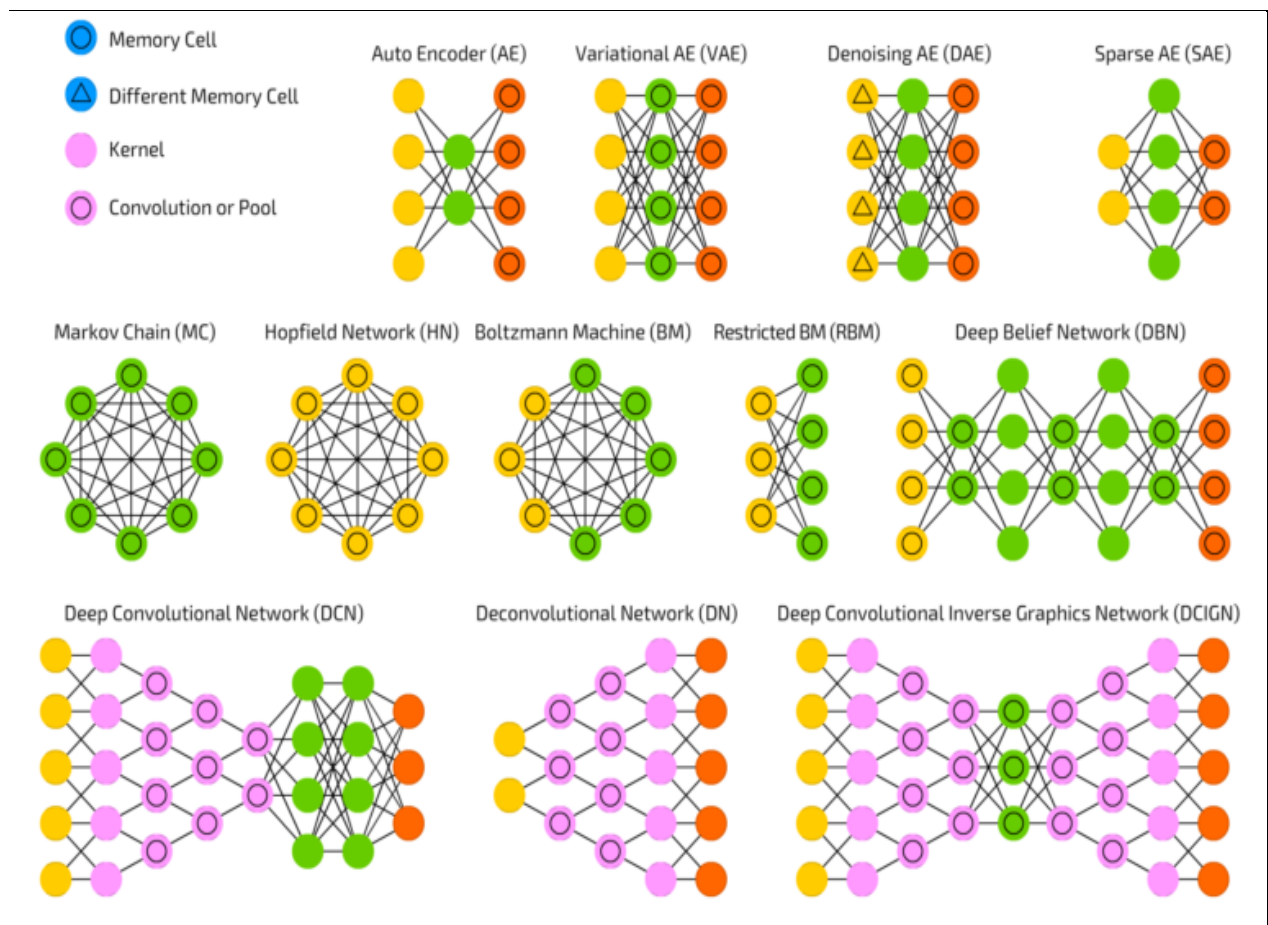 Memory Cell
Different Memory Cell
Kernel
Convolution or Pool
Auto Encoder (AE)
Variational AE (VAE)
Denoising AE (DAE)
Sparse AE (SAE)
Markov Chain (MC)
Hopfield Network (HN)
Boltzmann Machine (BM)
Restricted BM (RBM)
Deep Belief Network (DBN)
Deep Convolutional Network (DCN)
Deconvolutional Network (DN)
Deep Convolutional Inverse Graphics Network (DCIGN)